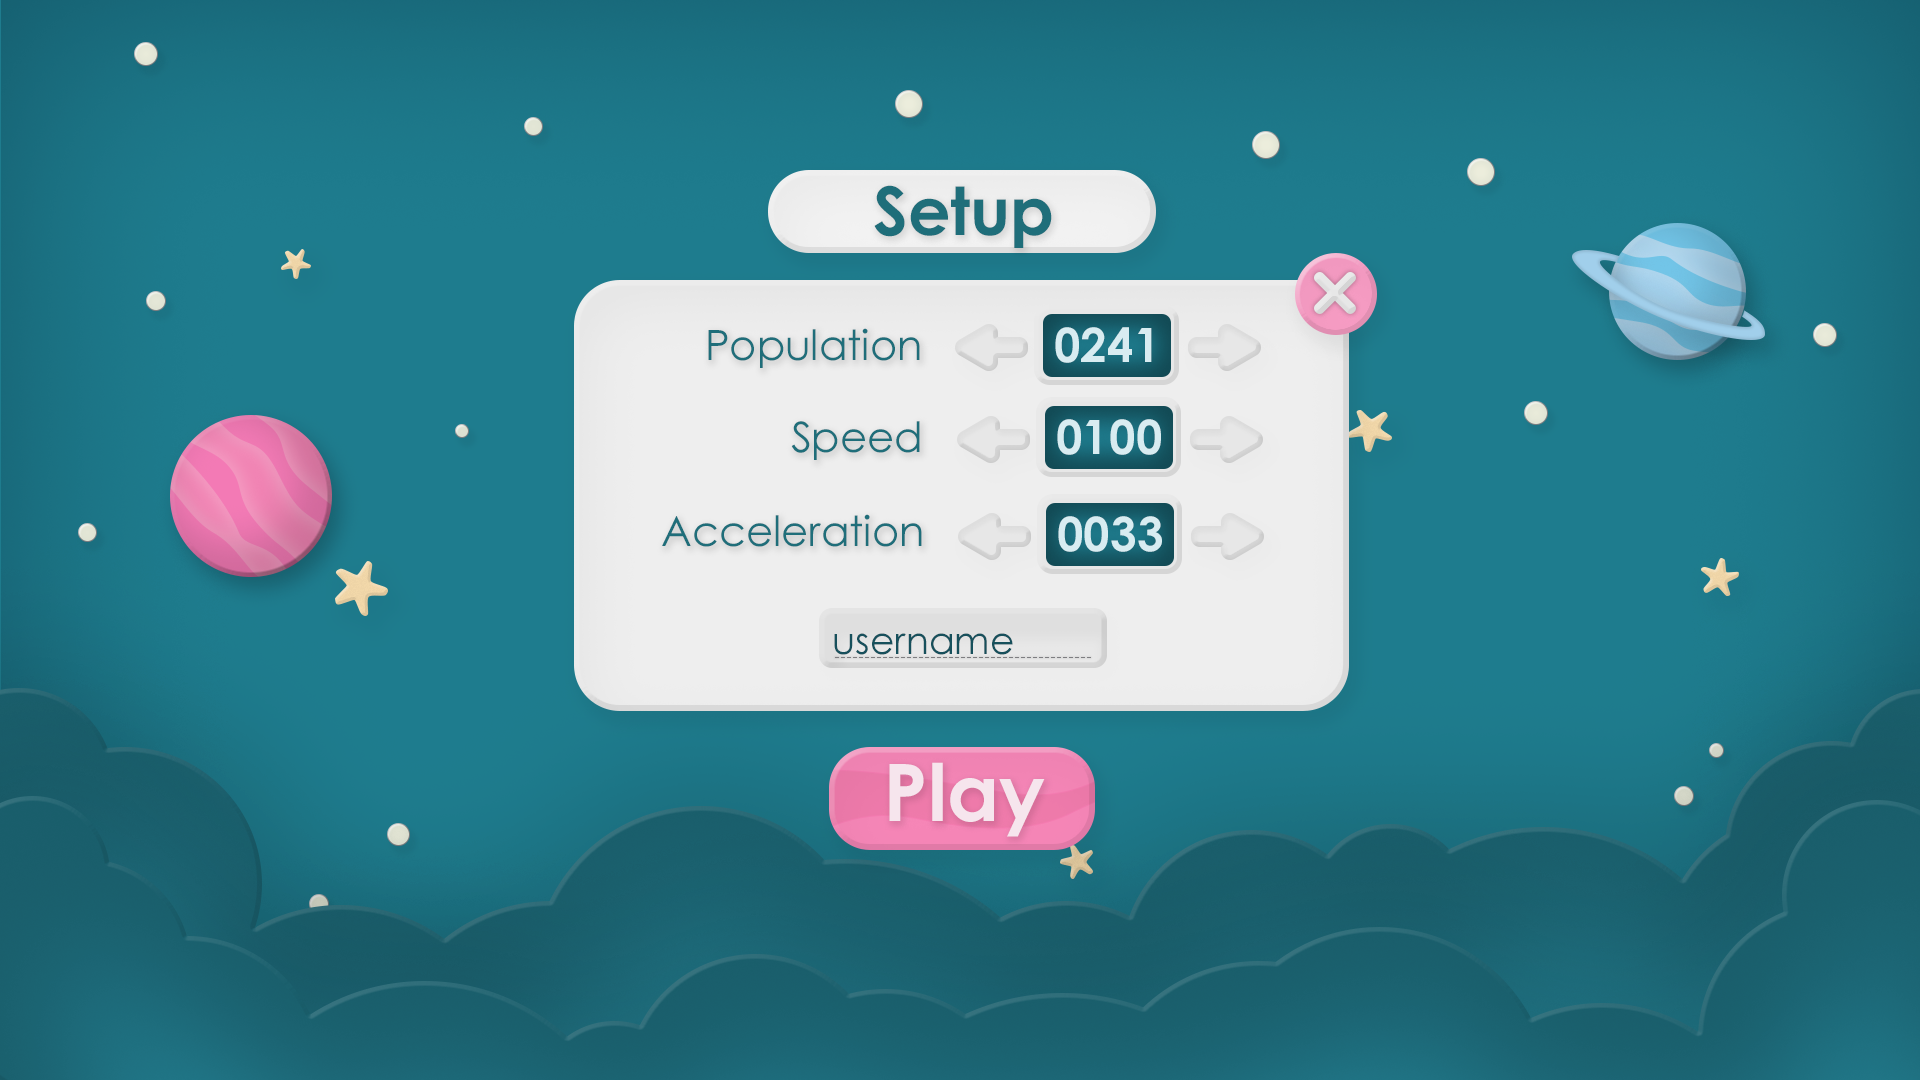 Setup
Population 0241
Speed 0100
Acceleration 0033
username
Play